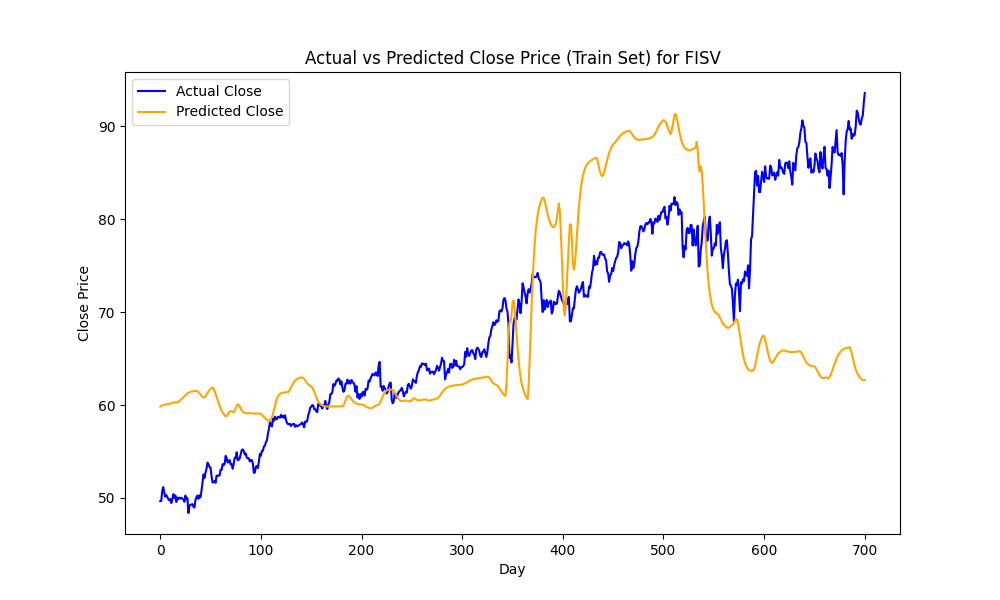 Actual vs Predicted Close Price (Train Set) for FISV
Actual Close
Predicted Close
Close Price
90
80
70
60
50
0 100 200 300 400 500 600 700
Day